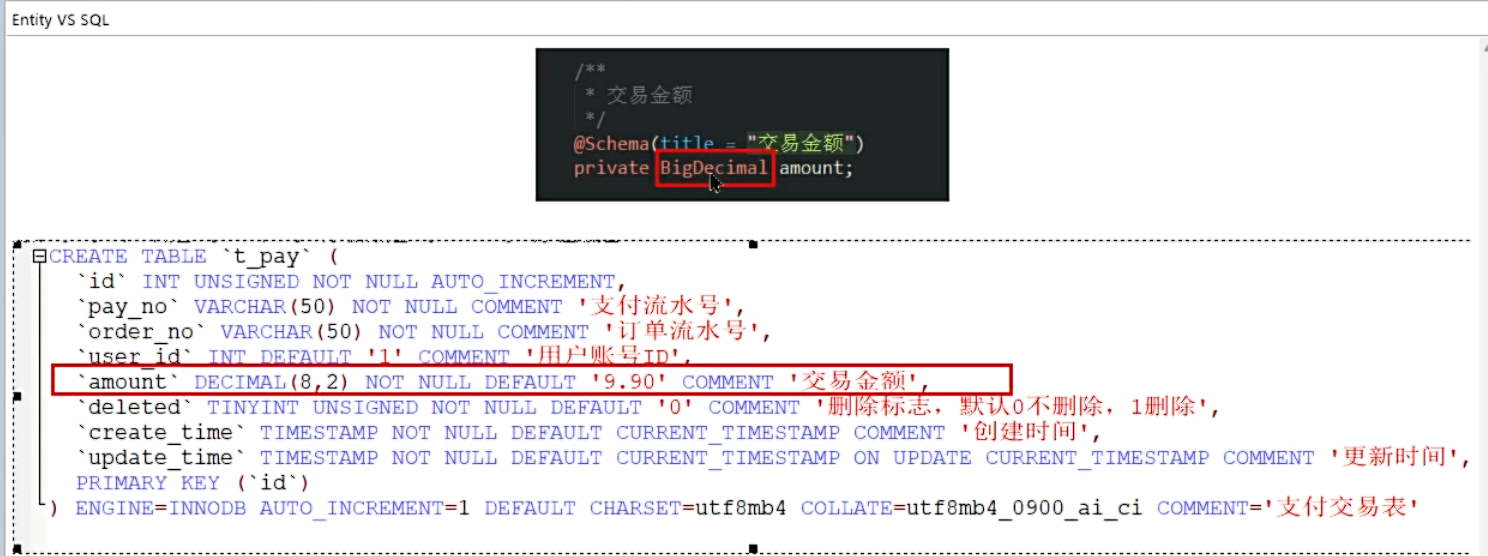 Entity VS SQL
/**
* 交易金额
*/
@Schema(title = "交易金额")
private BigDecimal amount;
CREATE TABLE `t_pay` (
`id` INT UNSIGNED NOT NULL AUTO_INCREMENT,
`pay_no` VARCHAR(50) NOT NULL COMMENT '支付流水号',
`order_no` VARCHAR(50) NOT NULL COMMENT '订单流水号',
`user_id` INT DEFAULT '1' COMMENT '用户账号ID',
`amount` DECIMAL(8,2) NOT NULL DEFAULT '9.90' COMMENT '交易金额',
`deleted` TINYINT UNSIGNED NOT NULL DEFAULT '0' COMMENT '删除标志，默认0不删除，1删除',
`create_time` TIMESTAMP NOT NULL DEFAULT CURRENT_TIMESTAMP COMMENT '创建时间',
`update_time` TIMESTAMP NOT NULL DEFAULT CURRENT_TIMESTAMP ON UPDATE CURRENT_TIMESTAMP COMMENT '更新时间',
PRIMARY KEY (`id`)
) ENGINE=INNODB AUTO_INCREMENT=1 DEFAULT CHARSET=utf8mb4 COLLATE=utf8mb4_0900_ai_ci COMMENT='支付交易表'